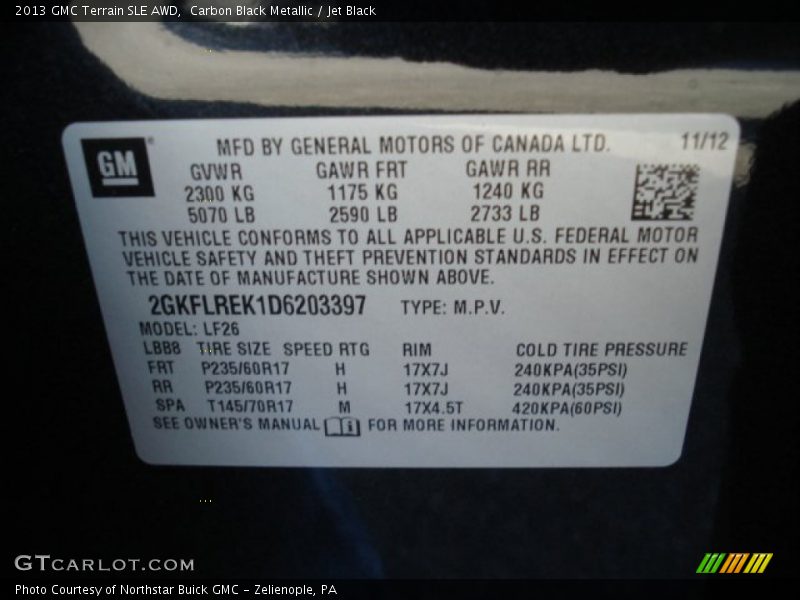 2013 GMC Terrain SLE AWD,  Carbon Black Metallic / Jet Black
GM
MFD BY GENERAL MOTORS OF CANADA LTD. 11/12
GVWR GAWR FRT GAWR RR
2300 KG 1175 KG 1240 KG
5070 LB 2590 LB 2733 LB
THIS VEHICLE CONFORMS TO ALL APPLICABLE U.S. FEDERAL MOTOR
VEHICLE SAFETY AND THEFT PREVENTION STANDARDS IN EFFECT ON
THE DATE OF MANUFACTURE SHOWN ABOVE.
2GKFLREK1D6203397 TYPE: M.P.V.
MODEL: LF26
LBB8 TIRE SIZE SPEED RTG RIM COLD TIRE PRESSURE
FRT P235/60R17 H 17X7J 240KPA(35PSI)
RR P235/60R17 H 17X7J 240KPA(35PSI)
SPA T145/70R17 M 17X4.5T 420KPA(60PSI)
SEE OWNER'S MANUAL FOR MORE INFORMATION.
GTCARLOT.COM
Photo Courtesy of Northstar Buick GMC - Zelienople, PA